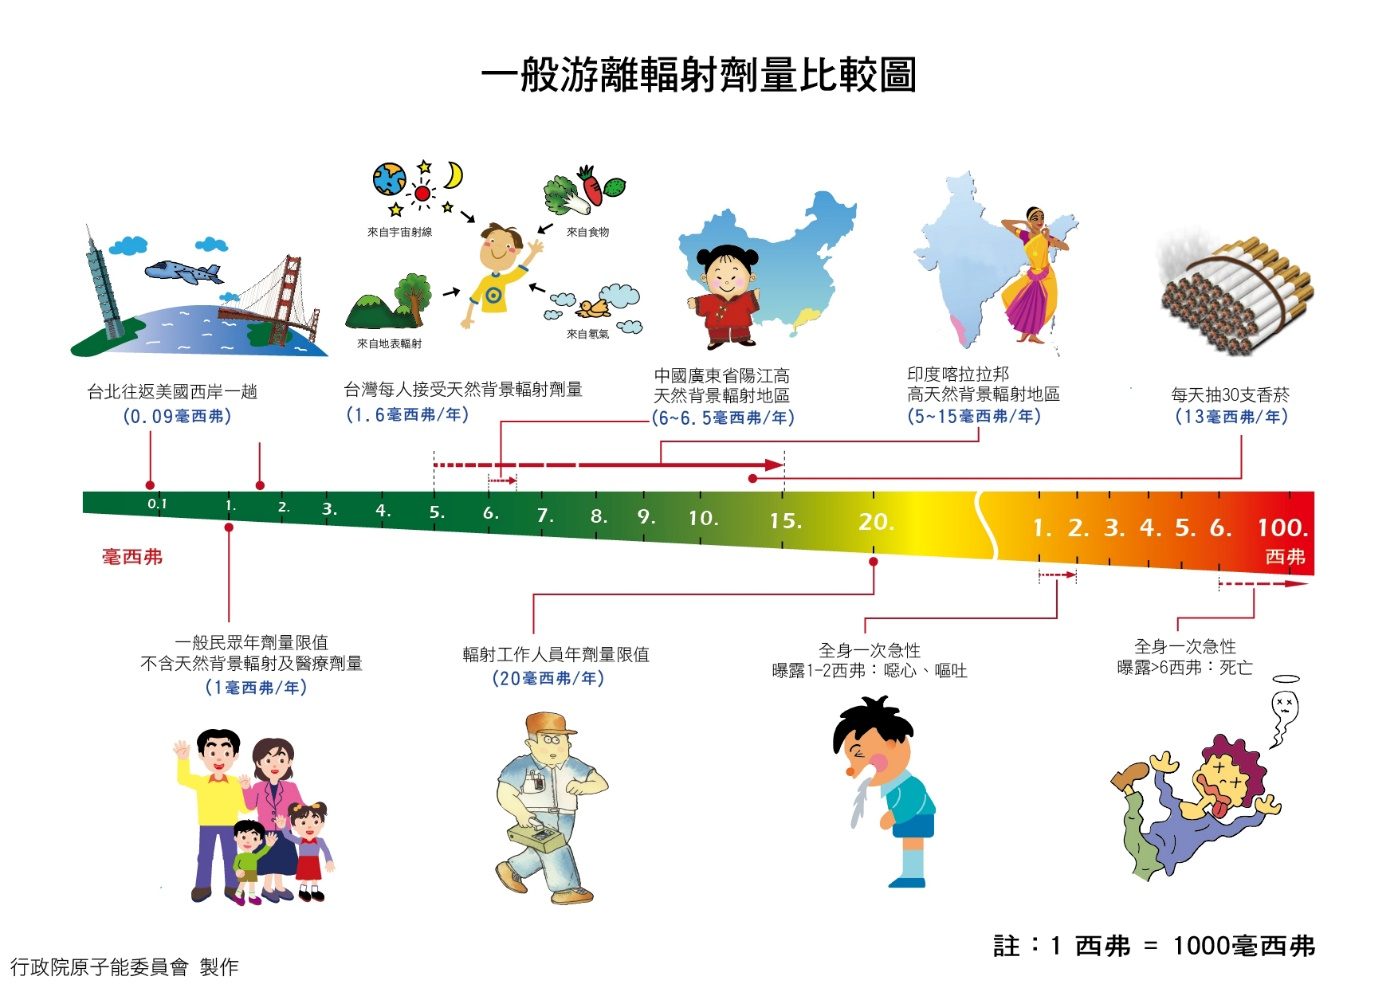 一般游離輻射劑量比較圖
來自宇宙射線
來自食物
來自地表輻射
來自氡氣
台北往返美國西岸一趟
(0.09毫西弗)
台灣每人接受天然背景輻射劑量
(1.6毫西弗/年)
中國廣東省陽江高
天然背景輻射地區
(6~6.5毫西弗/年)
印度喀拉拉邦
高天然背景輻射地區
(5~15毫西弗/年)
每天抽30支香菸
(13毫西弗/年)
0.1 1. 2. 3. 4. 5. 6. 7. 8. 9. 10. 15. 20. 1. 2. 3. 4. 5. 6. 100.
毫西弗
西弗
一般民眾年劑量限值
不含天然背景輻射及醫療劑量
(1毫西弗/年)
輻射工作人員年劑量限值
(20毫西弗/年)
全身一次急性
曝露1-2西弗：噁心、嘔吐
全身一次急性
曝露>6西弗：死亡
註：1 西弗 = 1000毫西弗
行政院原子能委員會 製作